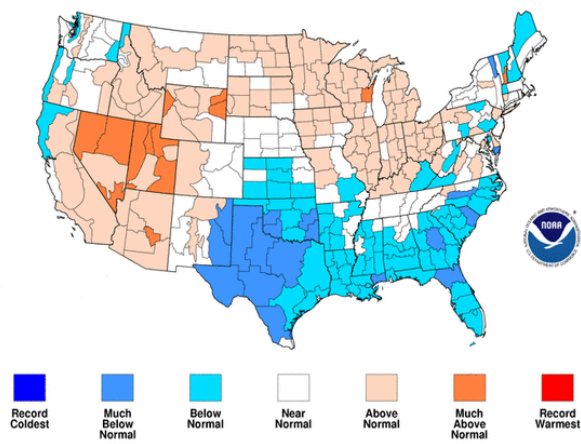 NOAA
Record
Coldest
Much
Below
Normal
Below
Normal
Near
Normal
Above
Normal
Much
Above
Normal
Record
Warmest